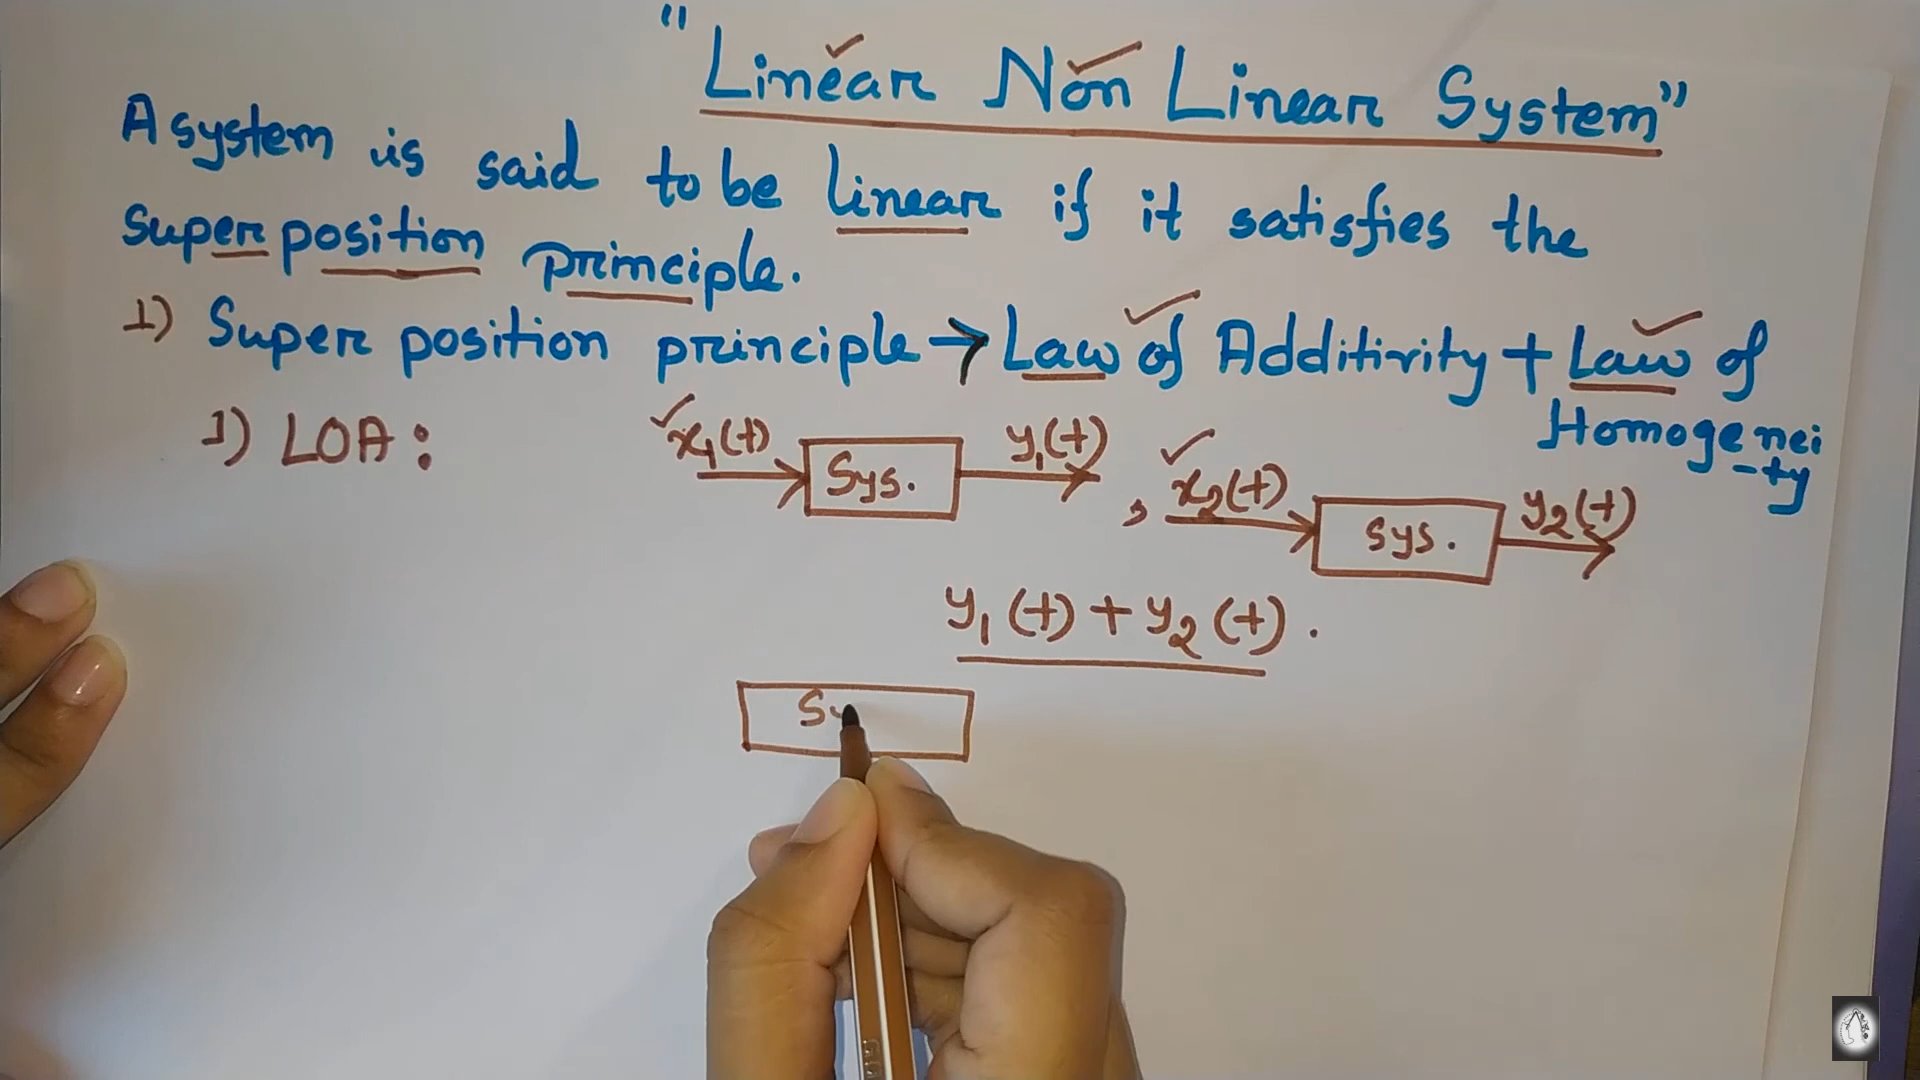 "Linear Non Linear System"
A system is said to be linear if it satisfies the
super position principle.
1) Super position principle → Law of Additivity + Law of
Homogenei
-ty
1) LOA:
x₁(t) Sys. y₁(t) , x₂(t) Sys. y₂(t)
y₁(t) + y₂(t).
Sy